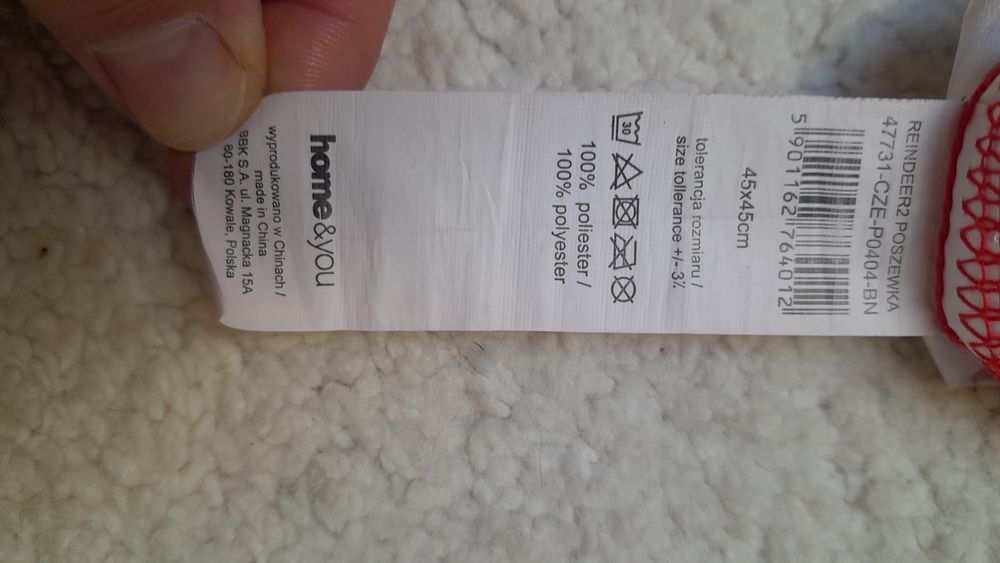 REINDEER2 POSZEWKA
47731-CZE-P0404-BN
5 901162 764012
45x45cm
tolerancja rozmiaru /
size tollerance +/- 3%
30
100% poliester /
100% polyester
home&you
wyprodukowano w Chinach /
made in China
BBK S.A. ul. Magnacka 15A
80-180 Kowale, Polska